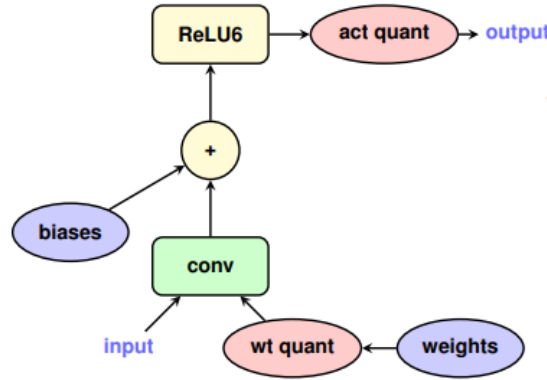 ReLU6
act quant
output
+
biases
conv
input
wt quant
weights